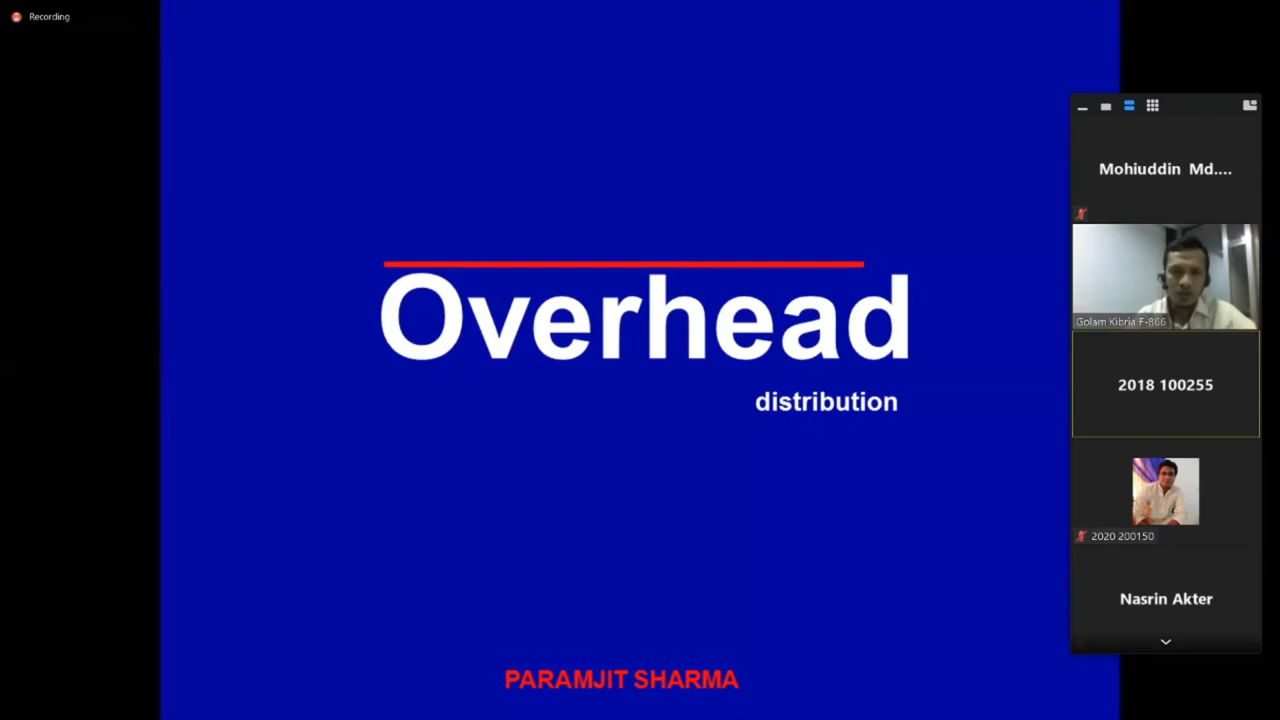 Recording
Overhead
distribution
PARAMJIT SHARMA
Mohiuddin Md....
Golam Kibria F-866
2018 100255
2020 200150
Nasrin Akter